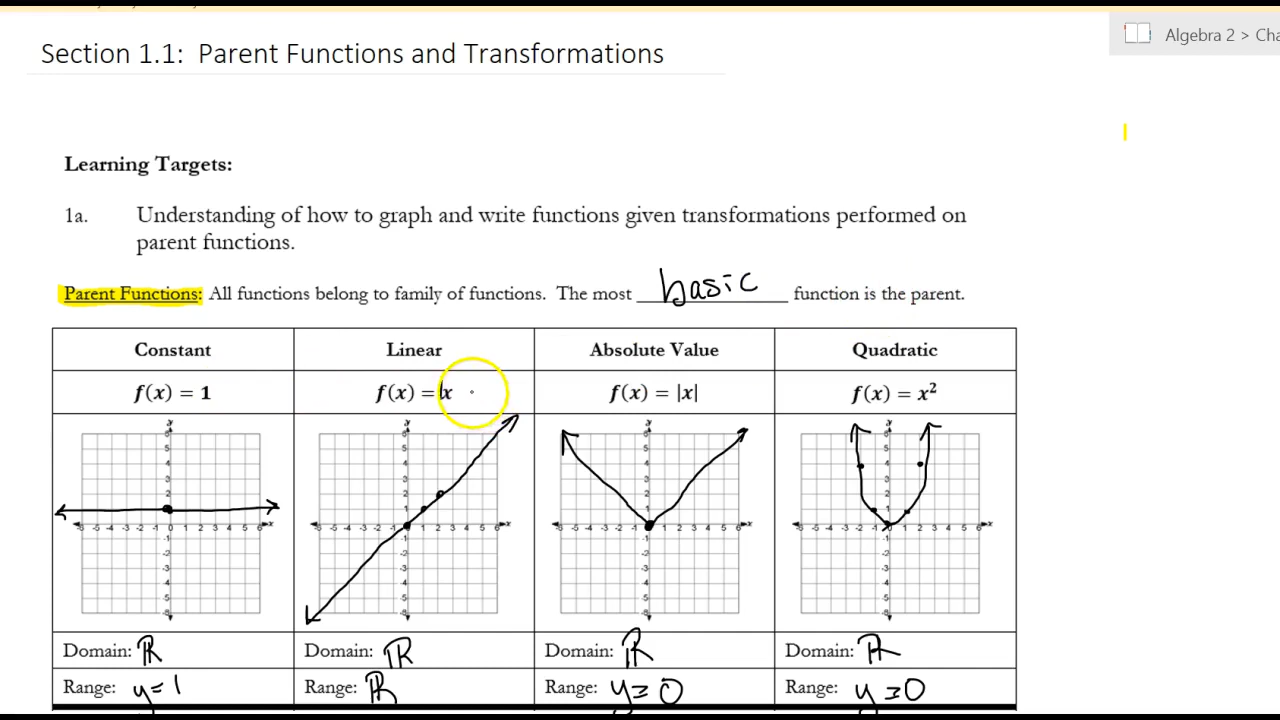 Section 1.1: Parent Functions and Transformations
Algebra 2 > Cha
Learning Targets:
1a. Understanding of how to graph and write functions given transformations performed on
parent functions.
Parent Functions: All functions belong to family of functions. The most basic function is the parent.
Constant Linear Absolute Value Quadratic
f(x) = 1 f(x) = x f(x) = |x| f(x) = x²
Domain: ℝ Domain: ℝ Domain: ℝ Domain: ℝ
Range: y = 1 Range: ℝ Range: y ≥ 0 Range: y ≥ 0